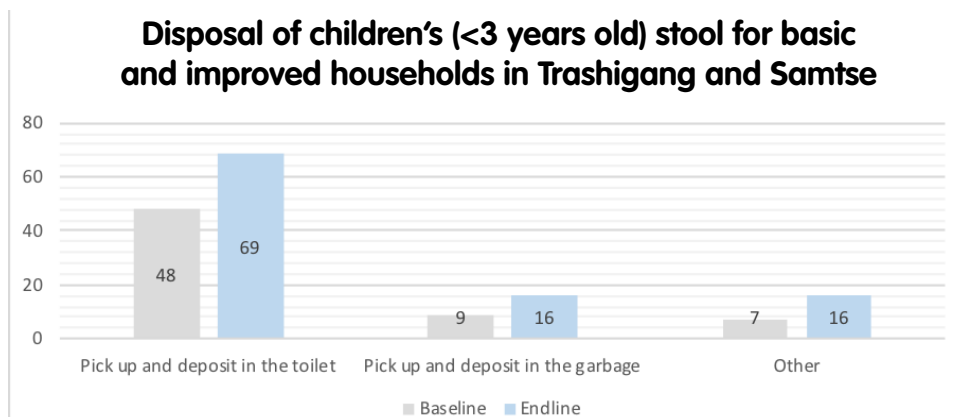 Disposal of children’s (<3 years old) stool for basic
and improved households in Trashigang and Samtse
80
60
40
20
0
48
69
9
16
7
16
Pick up and deposit in the toilet
Pick up and deposit in the garbage
Other
Baseline
Endline